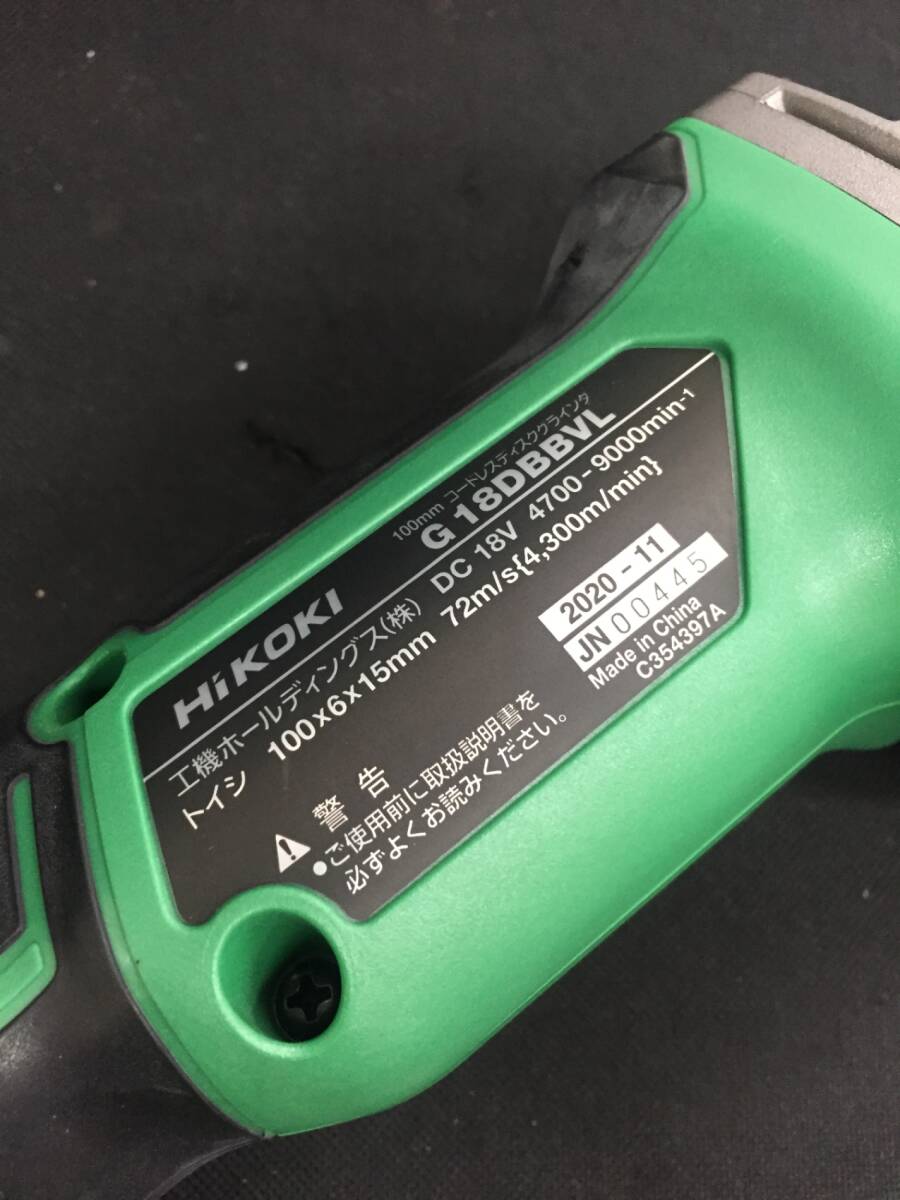 100mm コードレスディスクグラインダ
HiKOKI G 18DBBVL
工機ホールディングス(株) DC 18V 4700-9000min⁻¹
トイシ 100×6×15mm 72m/s{4,300m/min}
警告
●ご使用前に取扱説明書を
必ずよくお読みください。
2020-11
JN 00445
Made in China
C354397A